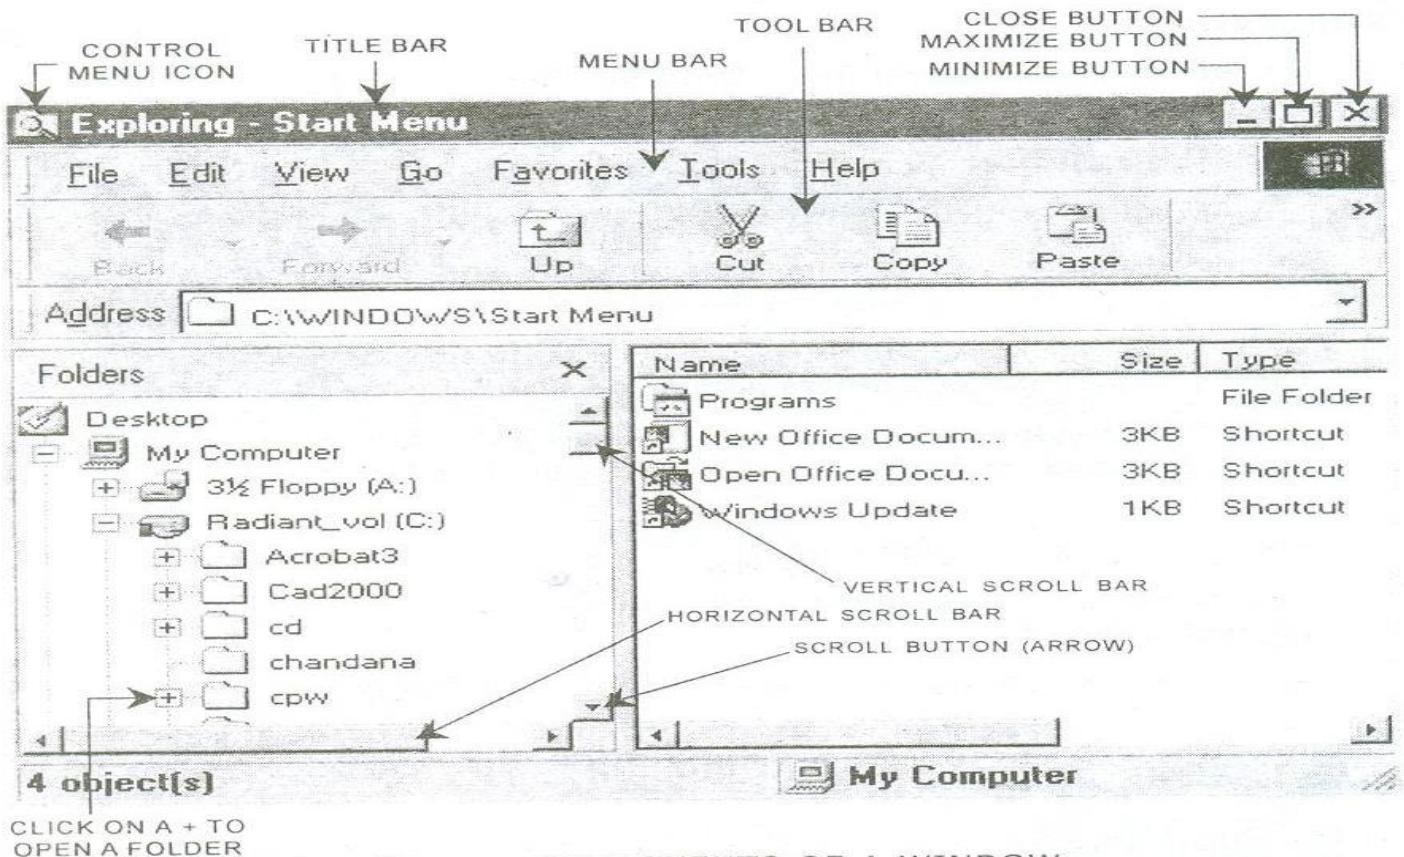 CONTROL
MENU ICON
TITLE BAR
MENU BAR
TOOL BAR
CLOSE BUTTON
MAXIMIZE BUTTON
MINIMIZE BUTTON
Exploring - Start Menu
File Edit View Go Favorites Tools Help
Back Forward Up Cut Copy Paste »
Address C:\WINDOWS\Start Menu
Folders
Name Size Type
Desktop
My Computer
3½ Floppy (A:)
Radiant_vol (C:)
Acrobat3
Cad2000
cd
chandana
cpw
Programs File Folder
New Office Docum... 3KB Shortcut
Open Office Docu... 3KB Shortcut
Windows Update 1KB Shortcut
VERTICAL SCROLL BAR
HORIZONTAL SCROLL BAR
SCROLL BUTTON (ARROW)
4 object(s) My Computer
CLICK ON A + TO
OPEN A FOLDER
OF A WINDOW